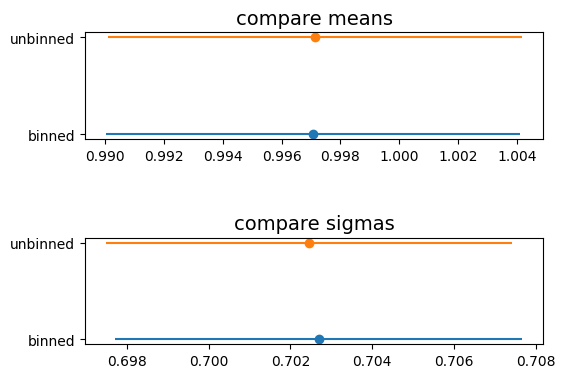 compare means
unbinned
binned
0.990 0.992 0.994 0.996 0.998 1.000 1.002 1.004
compare sigmas
unbinned
binned
0.698 0.700 0.702 0.704 0.706 0.708